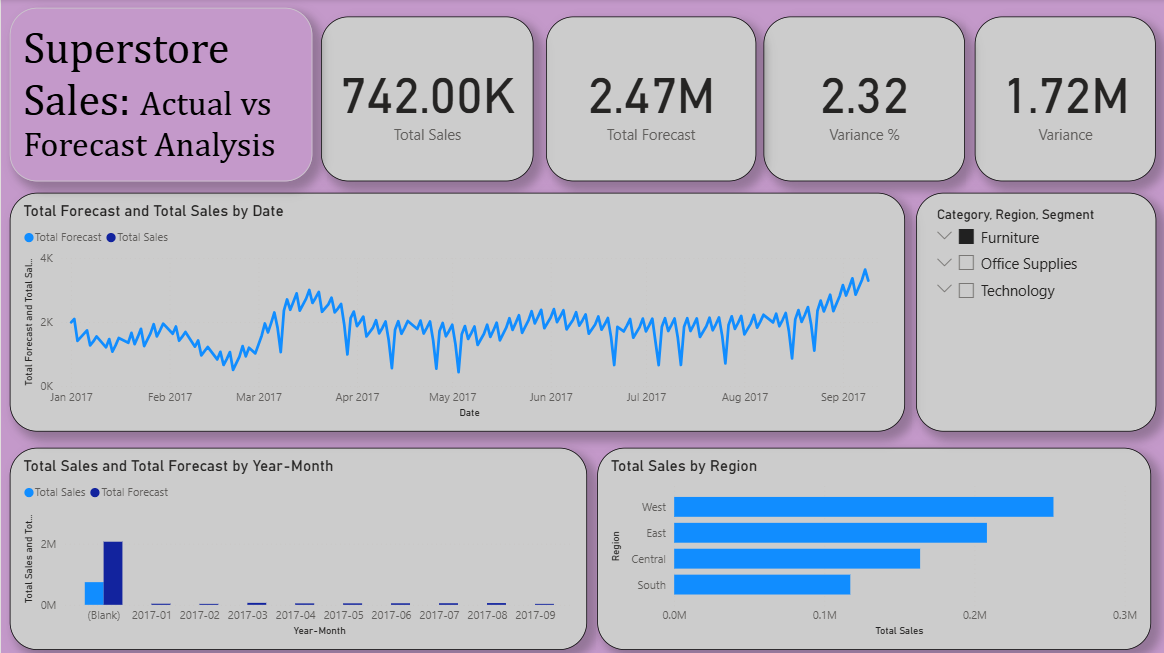 Superstore
Sales: Actual vs
Forecast Analysis
742.00K
Total Sales
2.47M
Total Forecast
2.32
Variance %
1.72M
Variance
Total Forecast and Total Sales by Date
Total Forecast Total Sales
Total Forecast and Total Sal...
4K
2K
0K
Jan 2017 Feb 2017 Mar 2017 Apr 2017 May 2017 Jun 2017 Jul 2017 Aug 2017 Sep 2017
Date
Category, Region, Segment
Furniture
Office Supplies
Technology
Total Sales and Total Forecast by Year-Month
Total Sales Total Forecast
Total Sales and Tot...
2M
0M
(Blank) 2017-01 2017-02 2017-03 2017-04 2017-05 2017-06 2017-07 2017-08 2017-09
Year-Month
Total Sales by Region
Region
West
East
Central
South
0.0M 0.1M 0.2M 0.3M
Total Sales